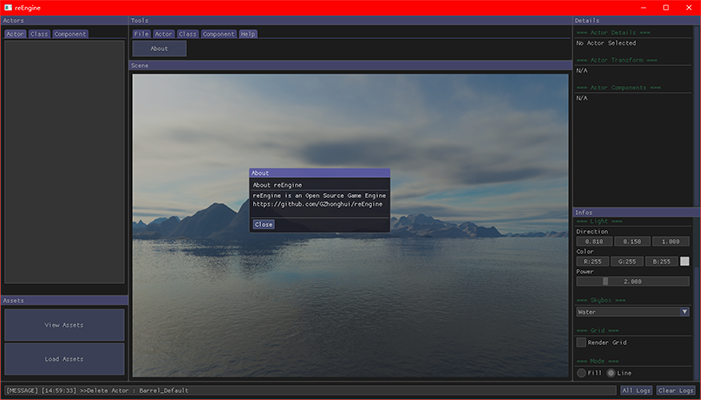 reEngine
Actors
Actor Class Component
Tools
File Actor Class Component Help
About
Scene
About
About reEngine
reEngine is an Open Source Game Engine
https://github.com/GZhonghui/reEngine
Close
Details
=== Actor Details ===
No Actor Selected
=== Actor Transform ===
N/A
=== Actor Components ===
N/A
Infos
=== Light ===
Direction
0.010 0.150 1.000
Color
R:255 G:255 B:255
Power
2.000
=== Skybox ===
Water
=== Grid ===
Render Grid
=== Mode ===
Fill Line
Assets
View Assets
Load Assets
[MESSAGE] [14:59:33] >>Delete Actor : Barrel_Default
All Logs Clear Logs